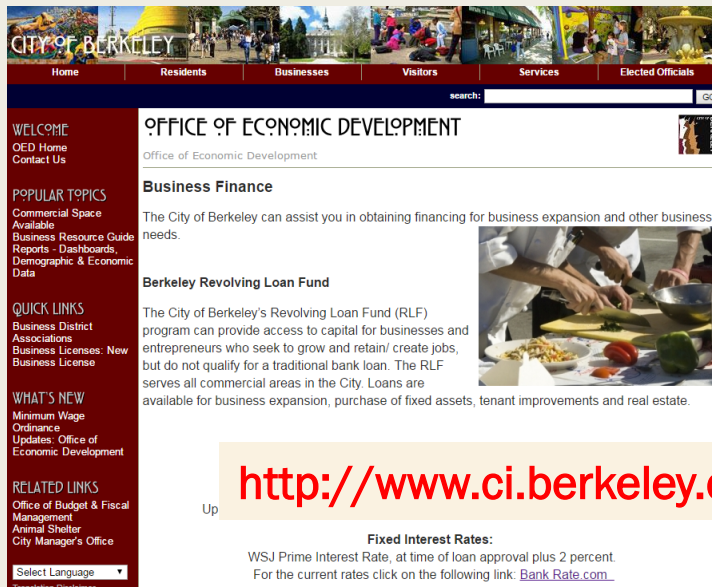 CITY OF BERKELEY
Home Residents Businesses Visitors Services Elected Officials
search:
WELCOME
OED Home
Contact Us
POPULAR TOPICS
Commercial Space
Available
Business Resource Guide
Reports - Dashboards,
Demographic & Economic
Data
QUICK LINKS
Business District
Associations
Business Licenses: New
Business License
WHAT'S NEW
Minimum Wage
Ordinance
Updates: Office of
Economic Development
RELATED LINKS
Office of Budget & Fiscal
Management
Animal Shelter
City Manager's Office
Select Language
OFFICE OF ECONOMIC DEVELOPMENT
Office of Economic Development
Business Finance
The City of Berkeley can assist you in obtaining financing for business expansion and other business
needs.
Berkeley Revolving Loan Fund
The City of Berkeley's Revolving Loan Fund (RLF)
program can provide access to capital for businesses and
entrepreneurs who seek to grow and retain/ create jobs,
but do not qualify for a traditional bank loan. The RLF
serves all commercial areas in the City. Loans are
available for business expansion, purchase of fixed assets, tenant improvements and real estate.
http://www.ci.berkeley.
Up
Fixed Interest Rates:
WSJ Prime Interest Rate, at time of loan approval plus 2 percent.
For the current rates click on the following link: Bank Rate.com